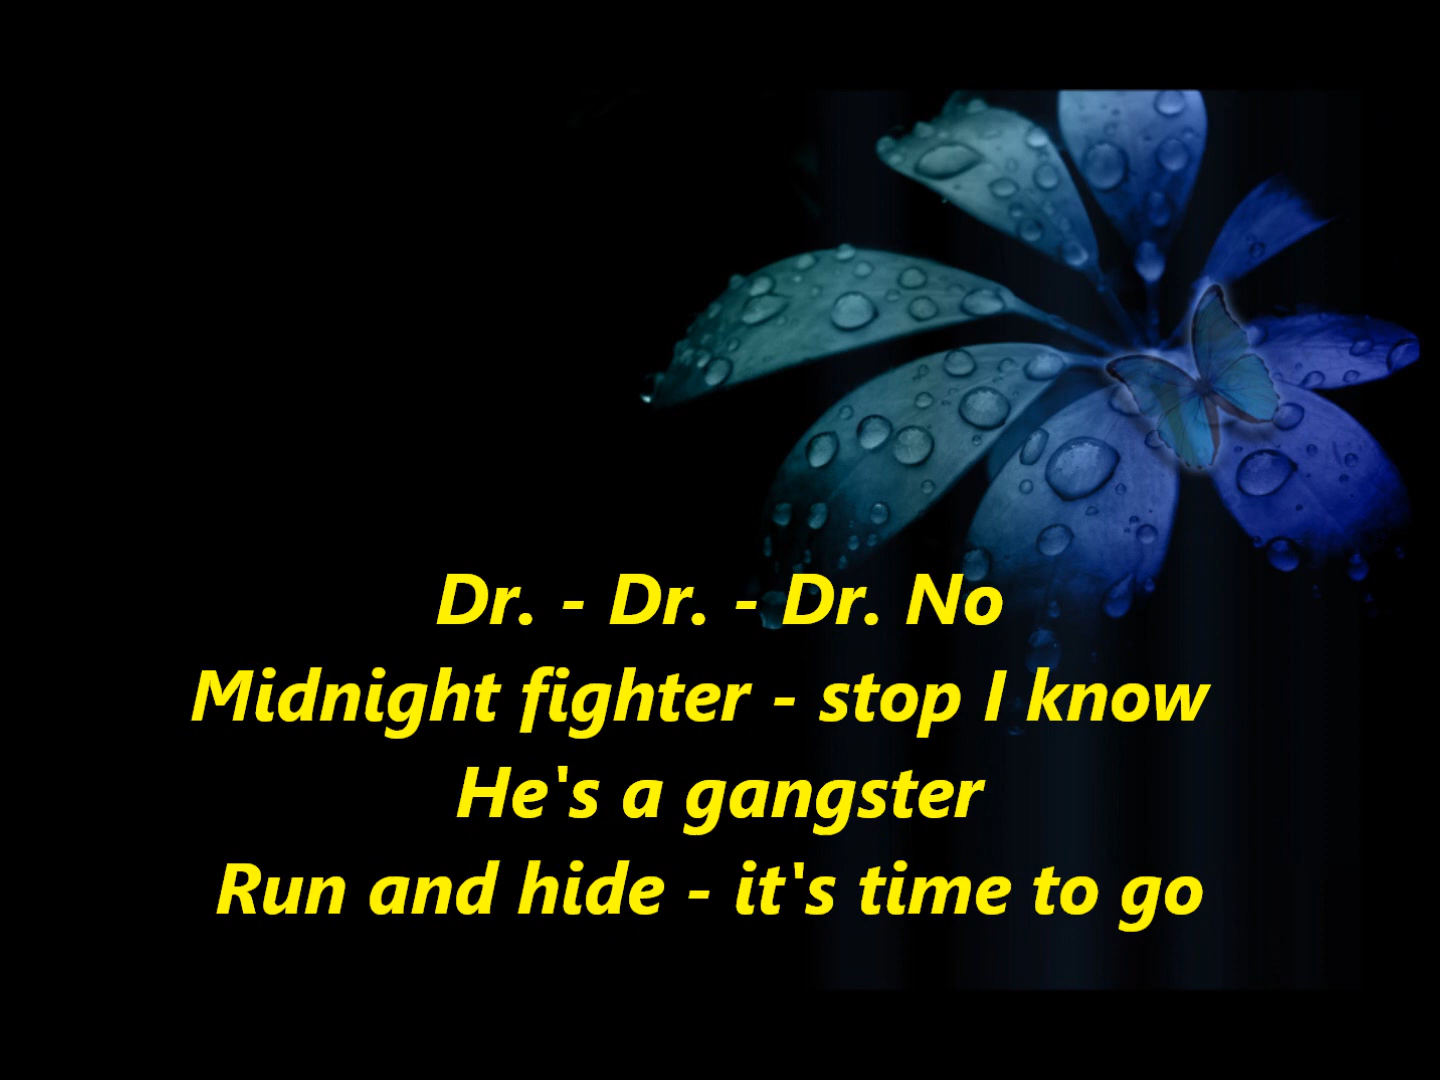 Dr. - Dr. - Dr. No
Midnight fighter - stop I know
He's a gangster
Run and hide - it's time to go